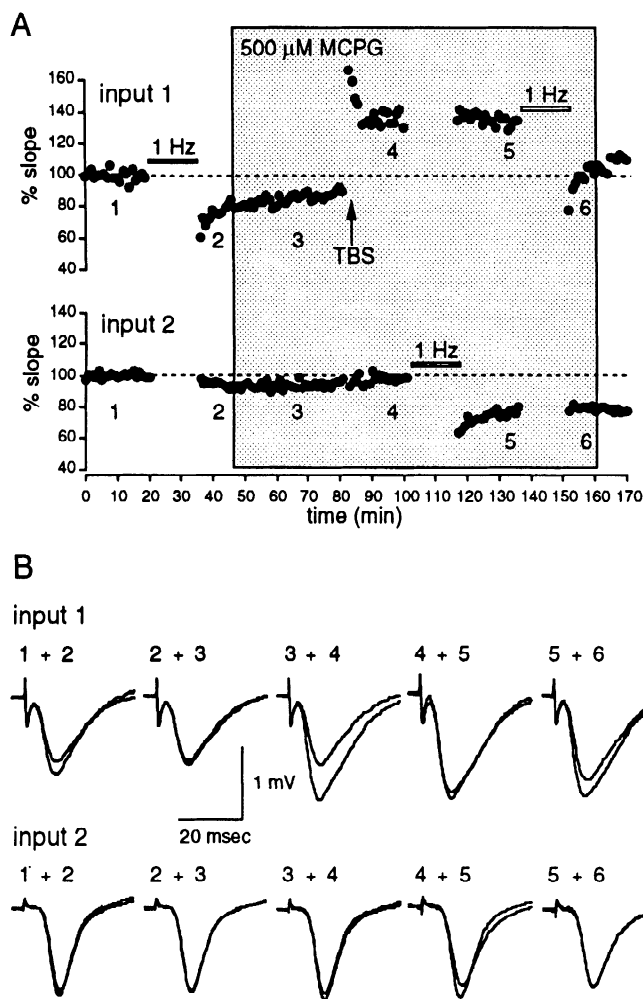 A
500 µM MCPG
160
input 1
140
1 Hz
1 Hz
120
4
5
% slope
100
1
80
2
3
6
60
TBS
40
input 2
140
120
1 Hz
% slope
100
1
2
3
4
80
5
6
60
40
0 10 20 30 40 50 60 70 80 90 100 110 120 130 140 150 160 170
time (min)
B
input 1
1 + 2 2 + 3 3 + 4 4 + 5 5 + 6
1 mV
20 msec
input 2
1 + 2 2 + 3 3 + 4 4 + 5 5 + 6